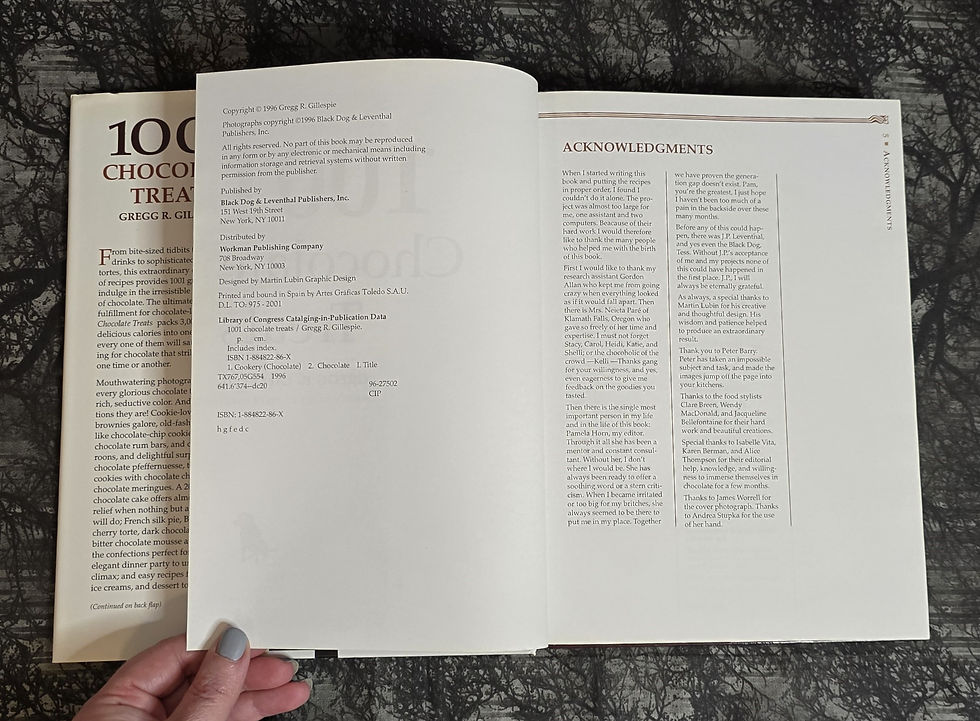 100
CHOCOL
TREAT
GREGG R. GIL
From bite-sized tidbits
drinks to sophisticated
tortes, this extraordinary
of recipes provides 1001
indulge in the irresistible
of chocolate. The ultimate
fulfillment for chocolate-l
Chocolate Treats packs 3,00
delicious calories into one
every one of them will sa
ing for chocolate that stri
one time or another.
Mouthwatering photogra
every glorious chocolate
rich, seductive color. And
tions they are! Cookie-lov
brownies galore, old-fash
like chocolate-chip cookie
chocolate rum bars, and c
roons, and delightful surp
chocolate pfeffernuesse, t
cookies with chocolate ch
chocolate meringues. A 2
chocolate cake offers alm
relief when nothing but a
will do; French silk pie, B
cherry torte, dark chocola
bitter chocolate mousse a
the confections perfect fo
elegant dinner party to u
climax; and easy recipes f
ice creams, and dessert to
(Continued on back flap)
Copyright © 1996 Gregg R. Gillespie
Photographs copyright ©1996 Black Dog & Leventhal
Publishers, Inc.
All rights reserved. No part of this book may be reproduced
in any form or by any electronic or mechanical means including
information storage and retrieval systems without written
permission from the publisher.
Published by
Black Dog & Leventhal Publishers, Inc.
151 West 19th Street
New York, NY 10011
Distributed by
Workman Publishing Company
708 Broadway
New York, NY 10003
Designed by Martin Lubin Graphic Design
Printed and bound in Spain by Artes Gráficas Toledo S.A.U.
D.L. TO: 975 - 2001
Library of Congress Catalging-in-Publication Data
1001 chocolate treats / Gregg R. Gillespie.
p. cm.
Includes index.
ISBN 1-884822-86-X
1. Cookery (Chocolate) 2. Chocolate I. Title
TX767,05G554 1996
641.6'374--dc20 96-27502
CIP
ISBN: 1-884822-86-X
h g f e d c
ACKNOWLEDGMENTS
When I started writing this
book and putting the recipes
in proper order, I found I
couldn't do it alone. The pro-
ject was almost too large for
me, one assistant and two
computers. Beacause of their
hard work I would therefore
like to thank the many people
who helped me with the birth
of this book.
First I would like to thank my
research assistant Gordon
Allan who kept me from going
crazy when everything looked
as if it would fall apart. Then
there is Mrs. Neieta Paré of
Klamath Falls, Oregon who
gave so freely of her time and
expertise. I must not forget
Stacy, Carol, Heidi, Katie, and
Shelli; or the chocoholic of the
crowd —Kelli —Thanks gang
for your willingness, and yes,
even eagerness to give me
feedback on the goodies you
tasted.
Then there is the single most
important person in my life
and in the life of this book:
Pamela Horn, my editor.
Through it all she has been a
mentor and constant consul-
tant. Without her, I don't
where I would be. She has
always been ready to offer a
soothing word or a stern criti-
cism. When I became irritated
or too big for my britches, she
always seemed to be there to
put me in my place. Together
we have proven the genera-
tion gap doesn't exist. Pam,
you're the greatest, I just hope
I haven't been too much of a
pain in the backside over these
many months.
Before any of this could hap-
pen, there was J.P. Leventhal,
and yes even the Black Dog,
Tess. Without J.P.'s acceptance
of me and my projects none of
this could have happened in
the first place. J.P., I will
always be eternally grateful.
As always, a special thanks to
Martin Lubin for his creative
and thoughtful design. His
wisdom and patience helped
to produce an extraordinary
result.
Thank you to Peter Barry.
Peter has taken an impossible
subject and task, and made the
images jump off the page into
your kitchens.
Thanks to the food stylists
Clare Breen, Wendy
MacDonald, and Jacqueline
Bellefontaine for their hard
work and beautiful creations.
Special thanks to Isabelle Vita,
Karen Berman, and Alice
Thompson for their editorial
help, knowledge, and willing-
ness to immerse themselves in
chocolate for a few months.
Thanks to James Worrell for
the cover photograph. Thanks
to Andrea Stupka for the use
of her hand.
5 ■ ACKNOWLEDGMENTS